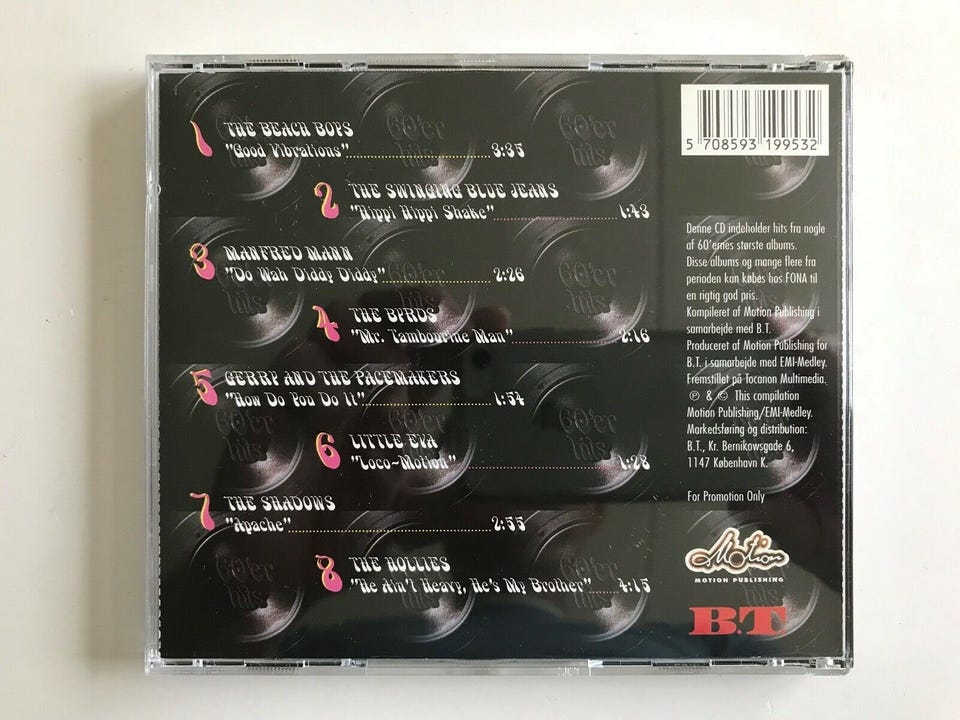 1 THE BEACH BOYS
"Good Vibrations" 3:35
2 THE SWINGING BLUE JEANS
"Hippi Hippi Shake" 1:43
3 MANFRED MANN
"Do Wah Diddy Diddy" 2:26
4 THE BYRDS
"Mr. Tambourine Man" 2:16
5 GERRY AND THE PACEMAKERS
"How Do You Do It" 1:54
6 LITTLE EVA
"Loco-Motion" 1:28
7 THE SHADOWS
"Apache" 2:55
8 THE HOLLIES
"He Ain't Heavy, He's My Brother" 4:15
5 708593 199532
Denne CD indeholder hits fra nogle
af 60'ernes største albums.
Disse albums og mange flere fra
perioden kan købes hos FONA til
en rigtig god pris.
Kompileret af Motion Publishing i
samarbejde med B.T.
Produceret af Motion Publishing for
B.T. i samarbejde med EMI-Medley.
Fremstillet på Tocanon Multimedia.
℗ & © This compilation
Motion Publishing/EMI-Medley.
Markedsføring og distribution:
B.T., Kr. Bernikowsgade 6,
1147 København K.
For Promotion Only
Motion
MOTION PUBLISHING
B.T
60'er
hits